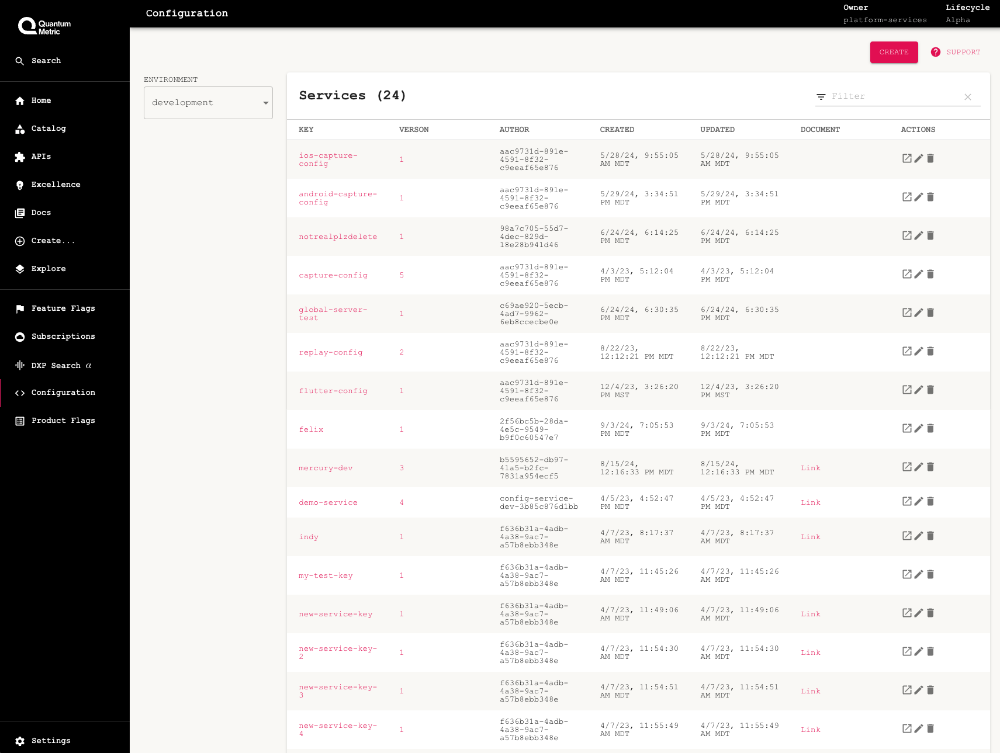 Quantum
Metric
Search
Home
Catalog
APIs
Excellence
Docs
Create...
Explore
Feature Flags
Subscriptions
DXP Search α
Configuration
Product Flags
Settings
Configuration
Owner
platform-services
Lifecycle
Alpha
CREATE
SUPPORT
ENVIRONMENT
development
Services (24)
Filter
KEY VERSON AUTHOR CREATED UPDATED DOCUMENT ACTIONS
ios-capture-
config
1
aac9731d-891e-
4591-8f32-
c9eeaf65e876
5/28/24, 9:55:05
AM MDT
5/28/24, 9:55:05
AM MDT
android-capture-
config
1
aac9731d-891e-
4591-8f32-
c9eeaf65e876
5/29/24, 3:34:51
PM MDT
5/29/24, 3:34:51
PM MDT
notrealplzdelete
1
98a7c705-55d7-
4dec-829d-
18e28b941d46
6/24/24, 6:14:25
PM MDT
6/24/24, 6:14:25
PM MDT
capture-config
5
aac9731d-891e-
4591-8f32-
c9eeaf65e876
4/3/23, 5:12:04
PM MDT
4/3/23, 5:12:04
PM MDT
global-server-
test
1
c69ae920-5ecb-
4ad7-9962-
6eb8ccecbe0e
6/24/24, 6:30:35
PM MDT
6/24/24, 6:30:35
PM MDT
replay-config
2
aac9731d-891e-
4591-8f32-
c9eeaf65e876
8/22/23,
12:12:21 PM MDT
8/22/23,
12:12:21 PM MDT
flutter-config
1
aac9731d-891e-
4591-8f32-
c9eeaf65e876
12/4/23, 3:26:20
PM MST
12/4/23, 3:26:20
PM MST
felix
1
2f56bc5b-28da-
4e5c-9549-
b9f0c60547e7
9/3/24, 7:05:53
PM MDT
9/3/24, 7:05:53
PM MDT
mercury-dev
3
b5595652-db97-
41a5-b2fc-
7831a954ecf5
8/15/24,
12:16:33 PM MDT
8/15/24,
12:16:33 PM MDT
Link
demo-service
4
config-service-
dev-3b85c876d1bb
4/5/23, 4:52:47
PM MDT
4/5/23, 4:52:47
PM MDT
Link
indy
1
f636b31a-4adb-
4a38-9ac7-
a57b8ebb348e
4/7/23, 8:17:37
AM MDT
4/7/23, 8:17:37
AM MDT
Link
my-test-key
1
f636b31a-4adb-
4a38-9ac7-
a57b8ebb348e
4/7/23, 11:45:26
AM MDT
4/7/23, 11:45:26
AM MDT
new-service-key
1
f636b31a-4adb-
4a38-9ac7-
a57b8ebb348e
4/7/23, 11:49:06
AM MDT
4/7/23, 11:49:06
AM MDT
Link
new-service-key-
2
1
f636b31a-4adb-
4a38-9ac7-
a57b8ebb348e
4/7/23, 11:54:30
AM MDT
4/7/23, 11:54:30
AM MDT
Link
new-service-key-
3
1
f636b31a-4adb-
4a38-9ac7-
a57b8ebb348e
4/7/23, 11:54:51
AM MDT
4/7/23, 11:54:51
AM MDT
Link
new-service-key-
4
1
f636b31a-4adb-
4a38-9ac7-
a57b8ebb348e
4/7/23, 11:55:49
AM MDT
4/7/23, 11:55:49
AM MDT
Link